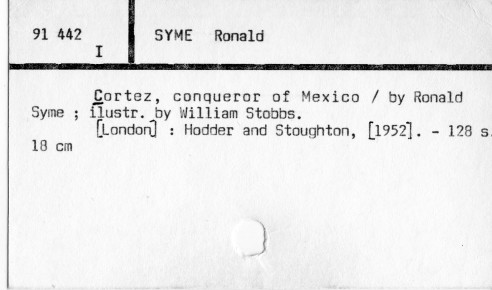 91 442
I
SYME Ronald
Cortez, conqueror of Mexico / by Ronald
Syme ; ilustr. by William Stobbs.
[London] : Hodder and Stoughton, [1952]. - 128 s.
18 cm